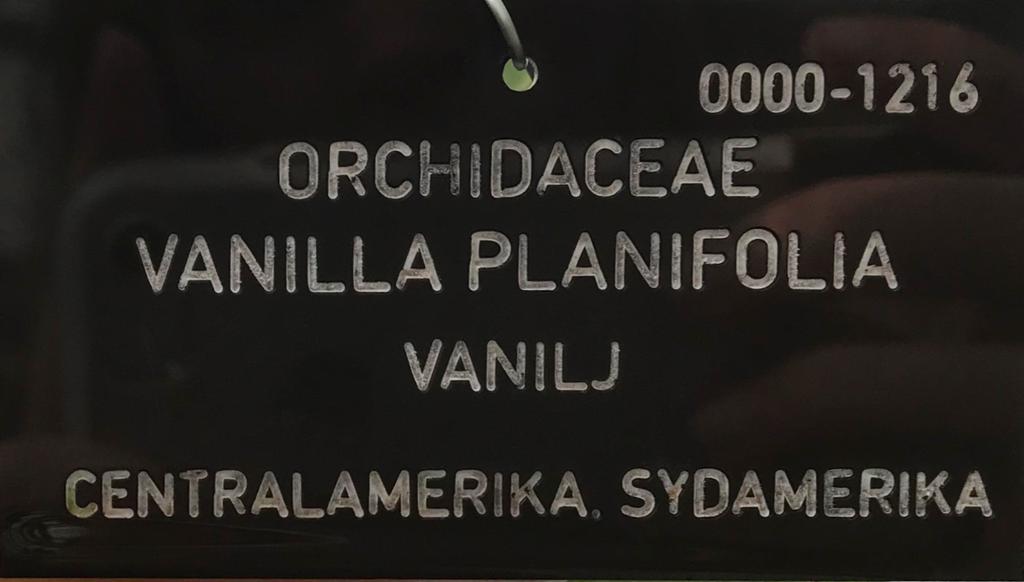 0000-1216
ORCHIDACEAE
VANILLA PLANIFOLIA
VANILJ
CENTRALAMERIKA. SYDAMERIKA